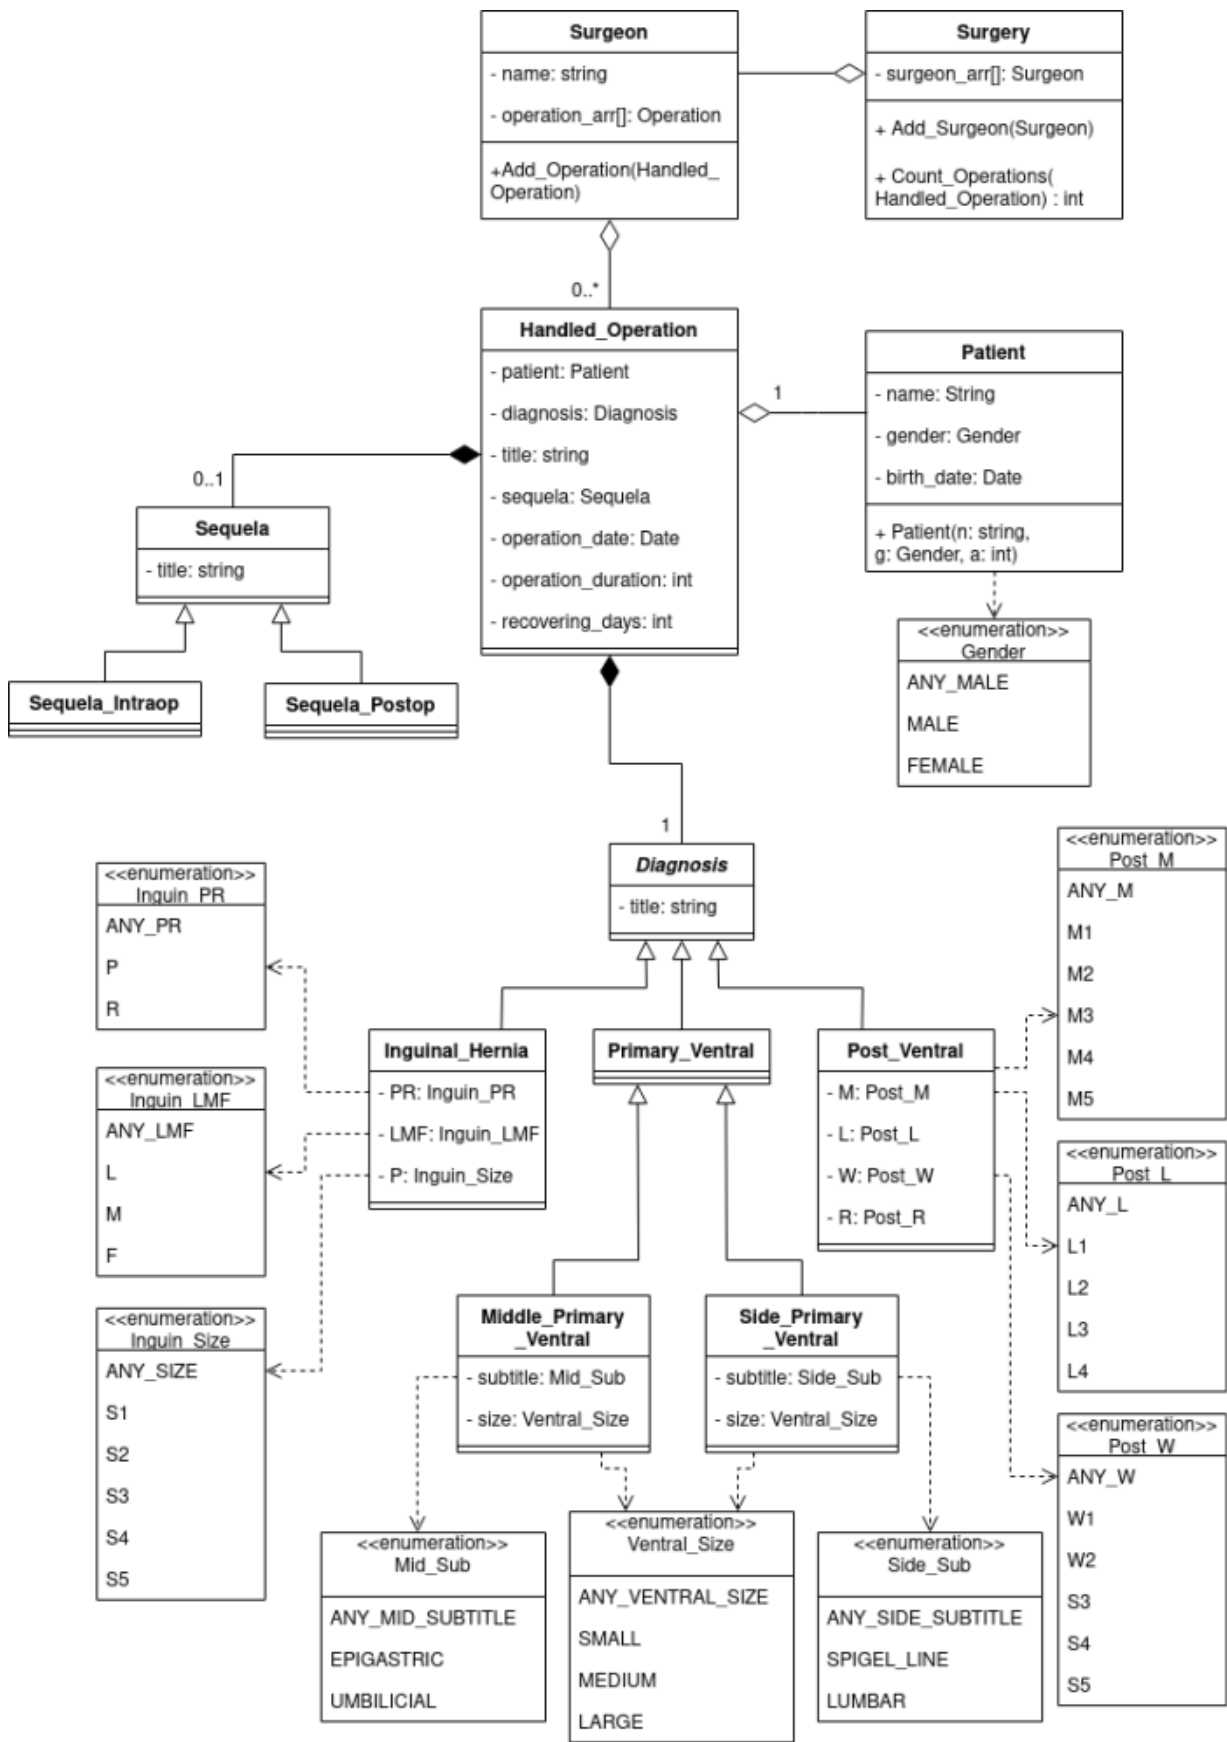 Surgeon
- name: string
- operation_arr[]: Operation
+Add_Operation(Handled_
Operation)
Surgery
- surgeon_arr[]: Surgeon
+ Add_Surgeon(Surgeon)
+ Count_Operations(
Handled_Operation) : int
0..*
Handled_Operation
- patient: Patient
- diagnosis: Diagnosis
- title: string
- sequela: Sequela
- operation_date: Date
- operation_duration: int
- recovering_days: int
1
Patient
- name: String
- gender: Gender
- birth_date: Date
+ Patient(n: string,
g: Gender, a: int)
0..1
Sequela
- title: string
Sequela_Intraop
Sequela_Postop
<<enumeration>>
Gender
ANY_MALE
MALE
FEMALE
1
Diagnosis
- title: string
<<enumeration>>
Inguin_PR
ANY_PR
P
R
<<enumeration>>
Inguin_LMF
ANY_LMF
L
M
F
<<enumeration>>
Inguin_Size
ANY_SIZE
S1
S2
S3
S4
S5
Inguinal_Hernia
- PR: Inguin_PR
- LMF: Inguin_LMF
- P: Inguin_Size
Primary_Ventral
Post_Ventral
- M: Post_M
- L: Post_L
- W: Post_W
- R: Post_R
<<enumeration>>
Post_M
ANY_M
M1
M2
M3
M4
M5
<<enumeration>>
Post_L
ANY_L
L1
L2
L3
L4
<<enumeration>>
Post_W
ANY_W
W1
W2
S3
S4
S5
Middle_Primary
_Ventral
- subtitle: Mid_Sub
- size: Ventral_Size
Side_Primary
_Ventral
- subtitle: Side_Sub
- size: Ventral_Size
<<enumeration>>
Mid_Sub
ANY_MID_SUBTITLE
EPIGASTRIC
UMBILICIAL
<<enumeration>>
Ventral_Size
ANY_VENTRAL_SIZE
SMALL
MEDIUM
LARGE
<<enumeration>>
Side_Sub
ANY_SIDE_SUBTITLE
SPIGEL_LINE
LUMBAR